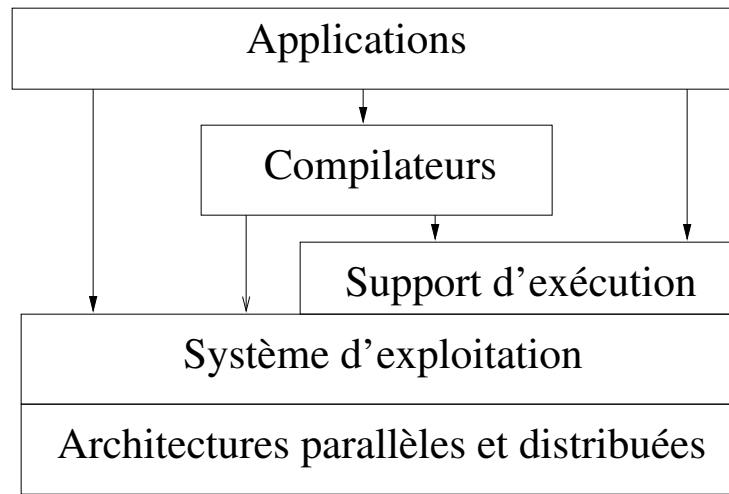 Applications
Compilateurs
Support d'exécution
Système d'exploitation
Architectures parallèles et distribuées